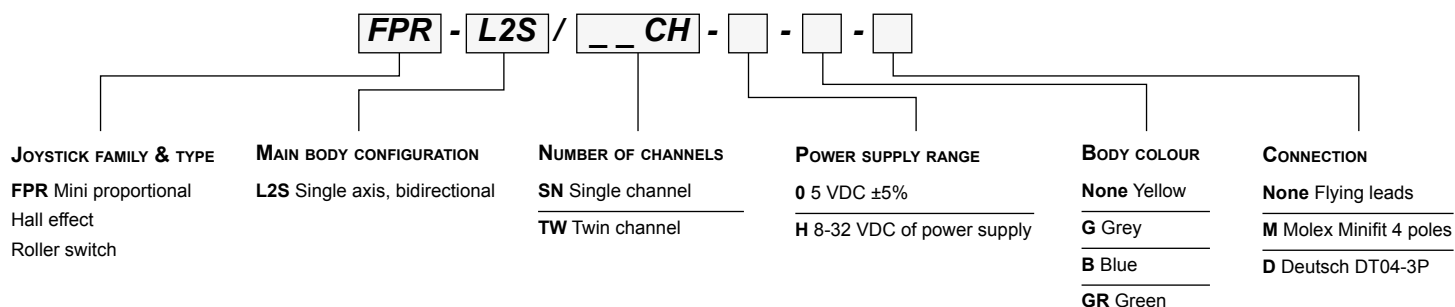 FPR - L2S / _ _ CH - - -
JOYSTICK FAMILY & TYPE
FPR Mini proportional
Hall effect
Roller switch
MAIN BODY CONFIGURATION
L2S Single axis, bidirectional
NUMBER OF CHANNELS
SN Single channel
TW Twin channel
POWER SUPPLY RANGE
0 5 VDC ±5%
H 8-32 VDC of power supply
BODY COLOUR
None Yellow
G Grey
B Blue
GR Green
CONNECTION
None Flying leads
M Molex Minifit 4 poles
D Deutsch DT04-3P